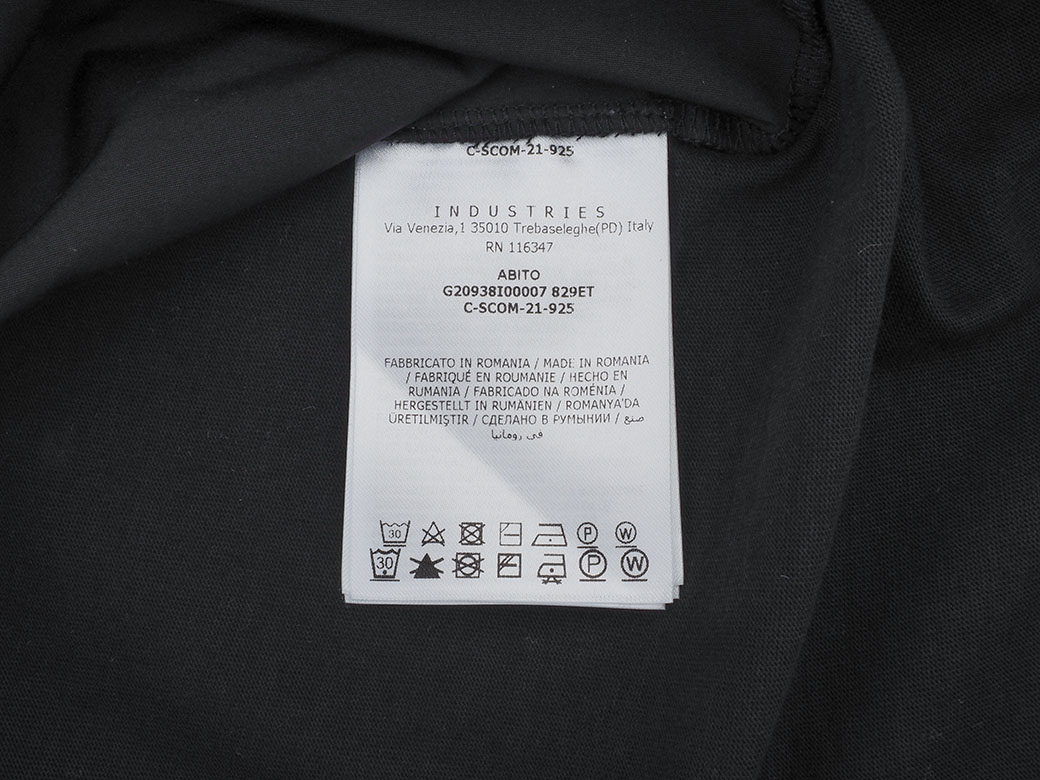 C-SCOM-21-925
INDUSTRIES
Via Venezia,1 35010 Trebaseleghe(PD) Italy
RN 116347
ABITO
G20938I00007 829ET
C-SCOM-21-925
FABBRICATO IN ROMANIA / MADE IN ROMANIA
/ FABRIQUÉ EN ROUMANIE / HECHO EN
RUMANIA / FABRICADO NA ROMÉNIA /
HERGESTELLT IN RUMÄNIEN / ROMANYA'DA
ÜRETILMIŞTIR / СДЕЛАНО В РУМЫНИИ / صنع
في رومانيا
30 P W
30 P W